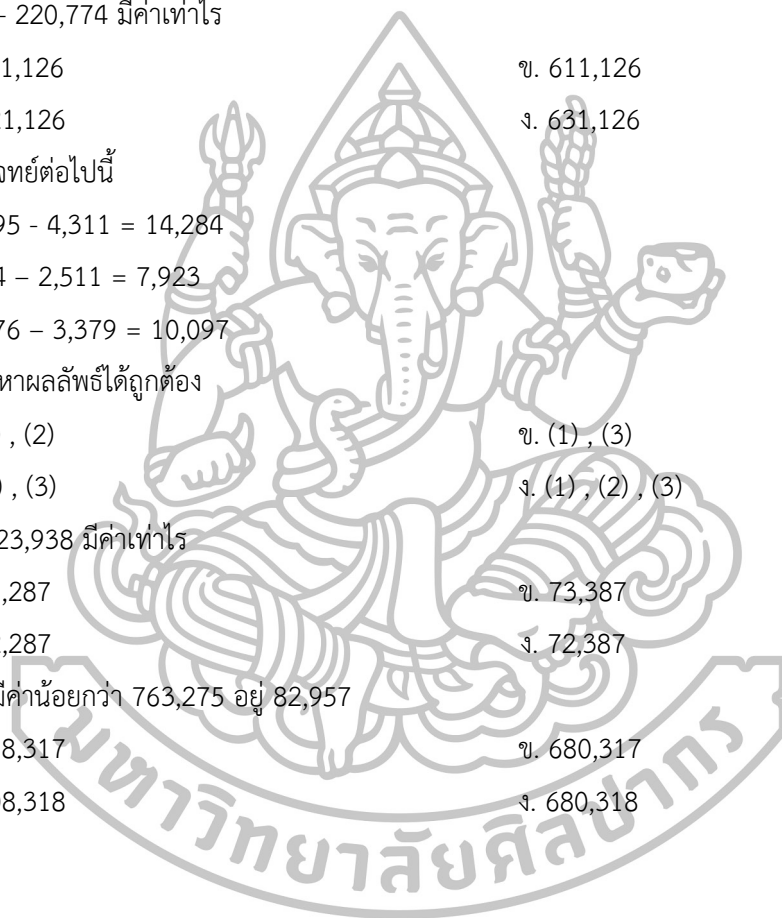 - 220,774 มีค่าเท่าไร
1,126 ข. 611,126
1,126 ง. 631,126
จทย์ต่อไปนี้
95 - 4,311 = 14,284
4 – 2,511 = 7,923
76 – 3,379 = 10,097
หาผลลัพธ์ได้ถูกต้อง
, (2) ข. (1) , (3)
, (3) ง. (1) , (2) , (3)
23,938 มีค่าเท่าไร
,287 ข. 73,387
,287 ง. 72,387
มีค่าน้อยกว่า 763,275 อยู่ 82,957
8,317 ข. 680,317
8,318 ง. 680,318
มหาวิทยาลัยศิลปากร